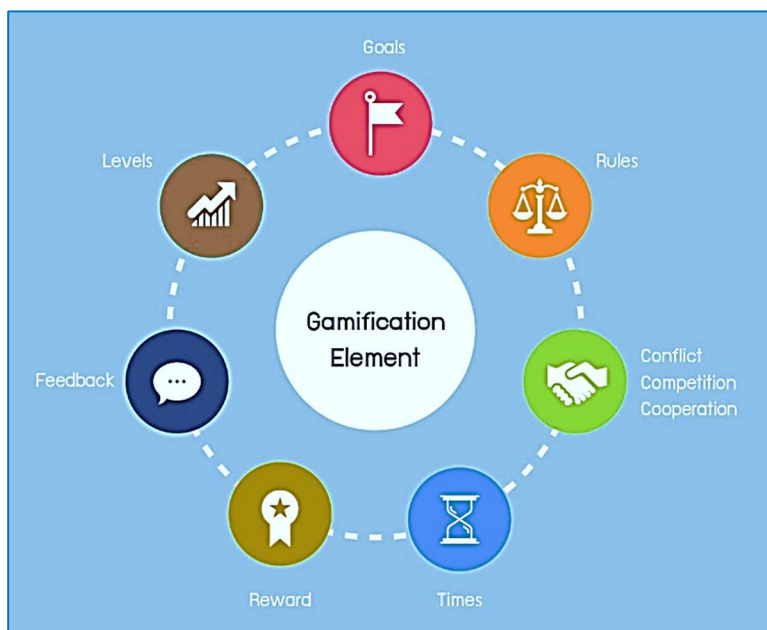 Goals
Rules
Conflict
Competition
Cooperation
Times
Reward
Feedback
Levels
Gamification
Element